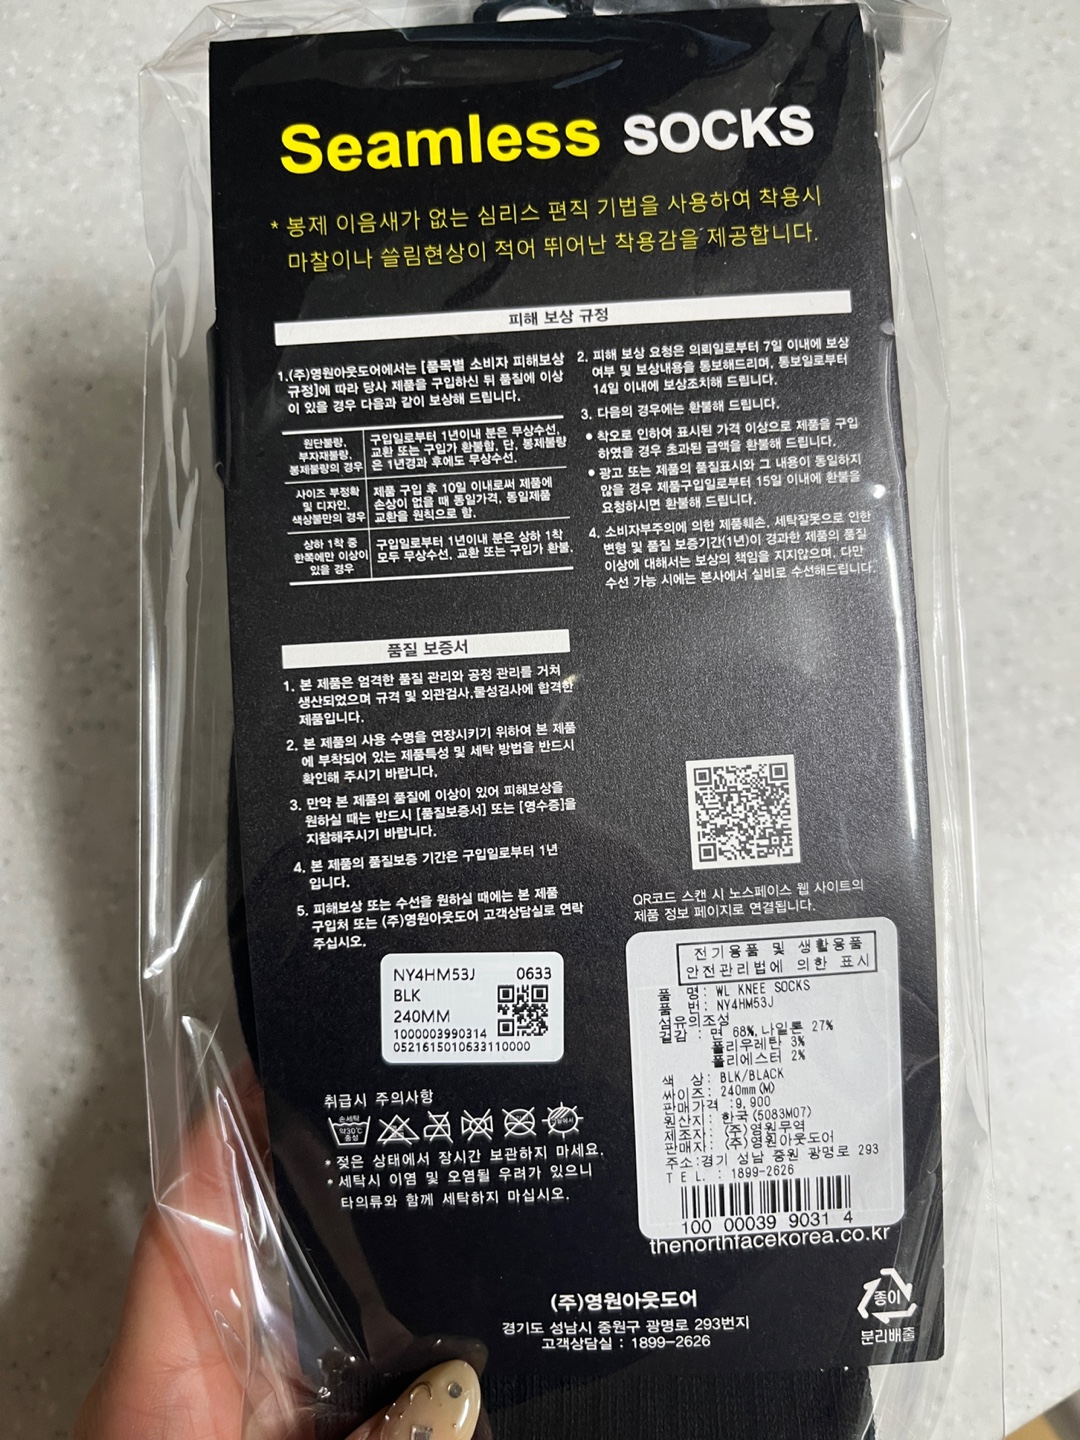 Seamless SOCKS
* 봉제 이음새가 없는 심리스 편직 기법을 사용하여 착용시
마찰이나 쓸림현상이 적어 뛰어난 착용감을 제공합니다.
피해 보상 규정
1.(주)영원아웃도어에서는 [품목별 소비자 피해보상
규정]에 따라 당사 제품을 구입하신 뒤 품질에 이상
이 있을 경우 다음과 같이 보상해 드립니다.
원단불량,
부자재불량,
봉제불량의 경우
구입일로부터 1년이내 분은 무상수선,
교환 또는 구입가 환불함. 단, 봉제불량
은 1년경과 후에도 무상수선.
사이즈 부정확
및 디자인,
색상불만의 경우
제품 구입 후 10일 이내로써 제품에
손상이 없을 때 동일가격, 동일제품
교환을 원칙으로 함.
상하 1착 중
한쪽에만 이상이
있을 경우
구입일로부터 1년이내 분은 상하 1착
모두 무상수선, 교환 또는 구입가 환불.
2. 피해 보상 요청은 의뢰일로부터 7일 이내에 보상
여부 및 보상내용을 통보해드리며, 통보일로부터
14일 이내에 보상조치해 드립니다.
3. 다음의 경우에는 환불해 드립니다.
• 착오로 인하여 표시된 가격 이상으로 제품을 구입
하였을 경우 초과된 금액을 환불해 드립니다.
• 광고 또는 제품의 품질표시와 그 내용이 동일하지
않을 경우 제품구입일로부터 15일 이내에 환불을
요청하시면 환불해 드립니다.
4. 소비자부주의에 의한 제품훼손, 세탁잘못으로 인한
변형 및 품질 보증기간(1년)이 경과한 제품의 품질
이상에 대해서는 보상의 책임을 지지않으며, 다만
수선 가능 시에는 본사에서 실비로 수선해드립니다.
품질 보증서
1. 본 제품은 엄격한 품질 관리와 공정 관리를 거쳐
생산되었으며 규격 및 외관검사,물성검사에 합격한
제품입니다.
2. 본 제품의 사용 수명을 연장시키기 위하여 본 제품
에 부착되어 있는 제품특성 및 세탁 방법을 반드시
확인해 주시기 바랍니다.
3. 만약 본 제품의 품질에 이상이 있어 피해보상을
원하실 때는 반드시 [품질보증서] 또는 [영수증]을
지참해주시기 바랍니다.
4. 본 제품의 품질보증 기간은 구입일로부터 1년
입니다.
5. 피해보상 또는 수선을 원하실 때에는 본 제품
구입처 또는 (주)영원아웃도어 고객상담실로 연락
주십시오.
QR코드 스캔 시 노스페이스 웹 사이트의
제품 정보 페이지로 연결됩니다.
NY4HM53J 0633
BLK
240MM
1000003990314
0521615010633110000
전기용품 및 생활용품
안전관리법에 의한 표시
품 명: WL KNEE SOCKS
품 번: NY4HM53J
섬유의조성
겉감 : 면 68%,나일론 27%
폴리우레탄 3%
폴리에스터 2%
색 상: BLK/BLACK
싸이즈: 240mm(M)
판매가격 :9,900
원산지: 한국(5083M07)
제조자: (주)영원무역
판매자: (주)영원아웃도어
주소:경기 성남 중원 광명로 293
T E L. : 1899-2626
100 00039 9031 4
thenorthfacekorea.co.kr
취급시 주의사항
손세탁
약30℃
중성
• 젖은 상태에서 장시간 보관하지 마세요.
• 세탁시 이염 및 오염될 우려가 있으니
타의류와 함께 세탁하지 마십시오.
(주)영원아웃도어
경기도 성남시 중원구 광명로 293번지
고객상담실 : 1899-2626
종이
분리배출